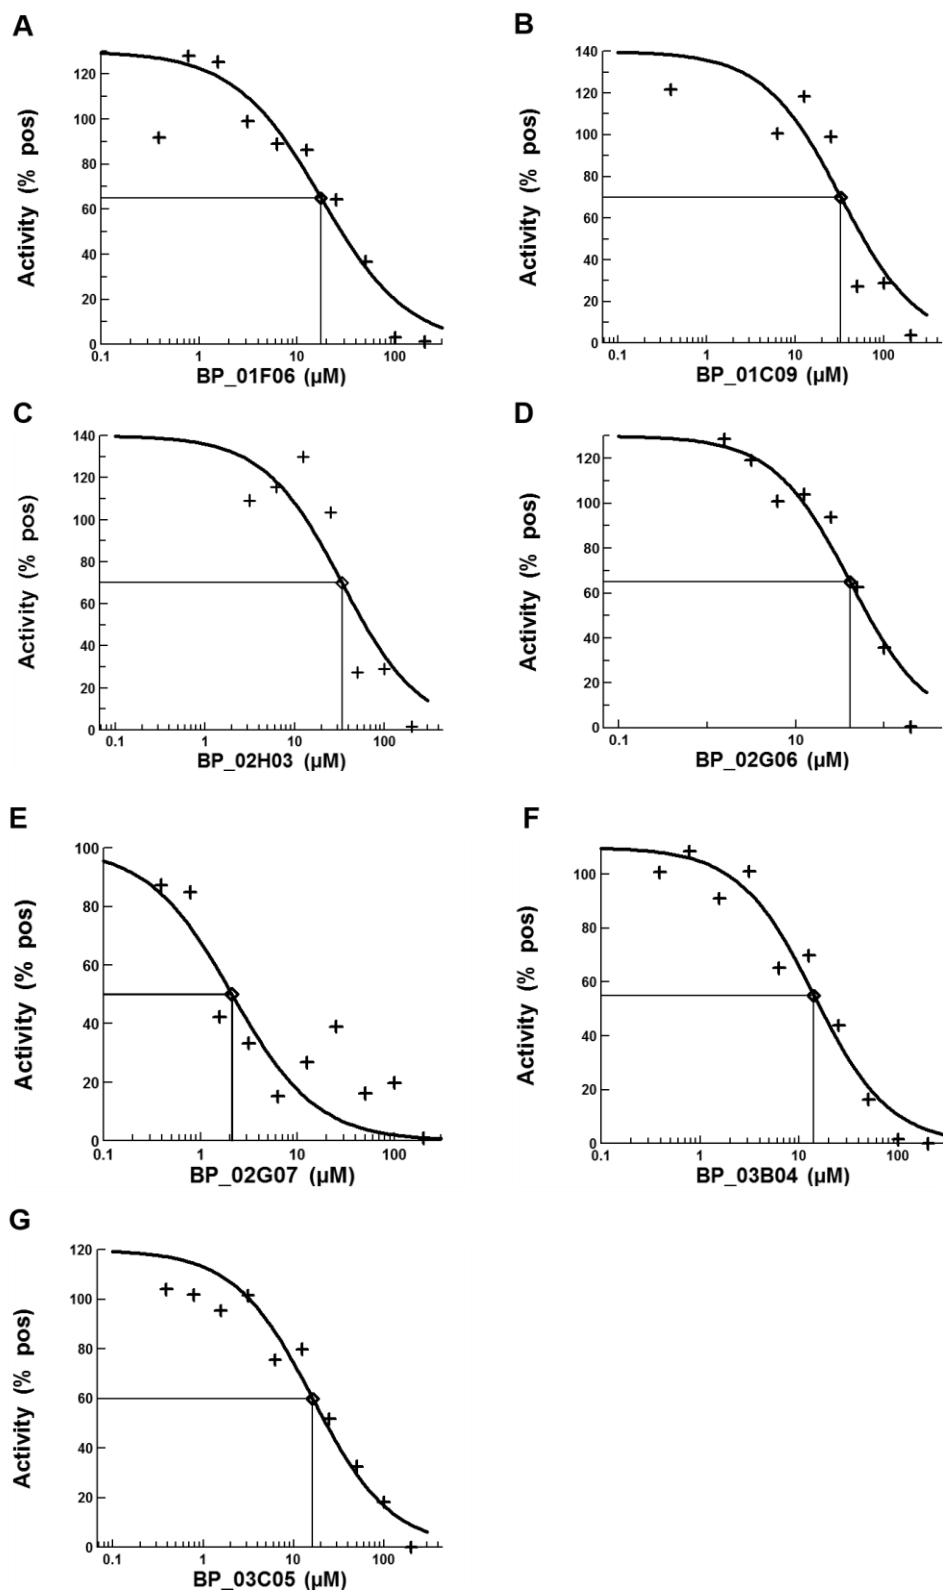 A
Activity (% pos)
120
100
80
60
40
20
0
0.1 1 10 100
BP_01F06 (µM)
B
Activity (% pos)
140
120
100
80
60
40
20
0
0.1 1 10 100
BP_01C09 (µM)
C
Activity (% pos)
140
120
100
80
60
40
20
0
0.1 1 10 100
BP_02H03 (µM)
D
Activity (% pos)
120
100
80
60
40
20
0
0.1 10
BP_02G06 (µM)
E
Activity (% pos)
100
80
60
40
20
0
0.1 1 10 100
BP_02G07 (µM)
F
Activity (% pos)
100
80
60
40
20
0
0.1 1 10 100
BP_03B04 (µM)
G
Activity (% pos)
120
100
80
60
40
20
0
0.1 1 10 100
BP_03C05 (µM)